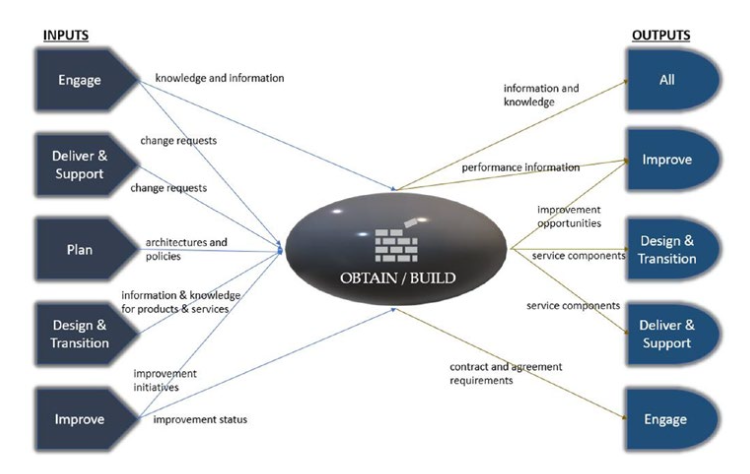 INPUTS
OUTPUTS
Engage
knowledge and information
information and
knowledge
All
change requests
Deliver &
Support
change requests
performance information
Improve
Plan
architectures and
policies
OBTAIN / BUILD
improvement
opportunities
service components
Design &
Transition
information & knowledge
for products & services
Design &
Transition
service components
Deliver &
Support
improvement
initiatives
Improve
improvement status
contract and agreement
requirements
Engage